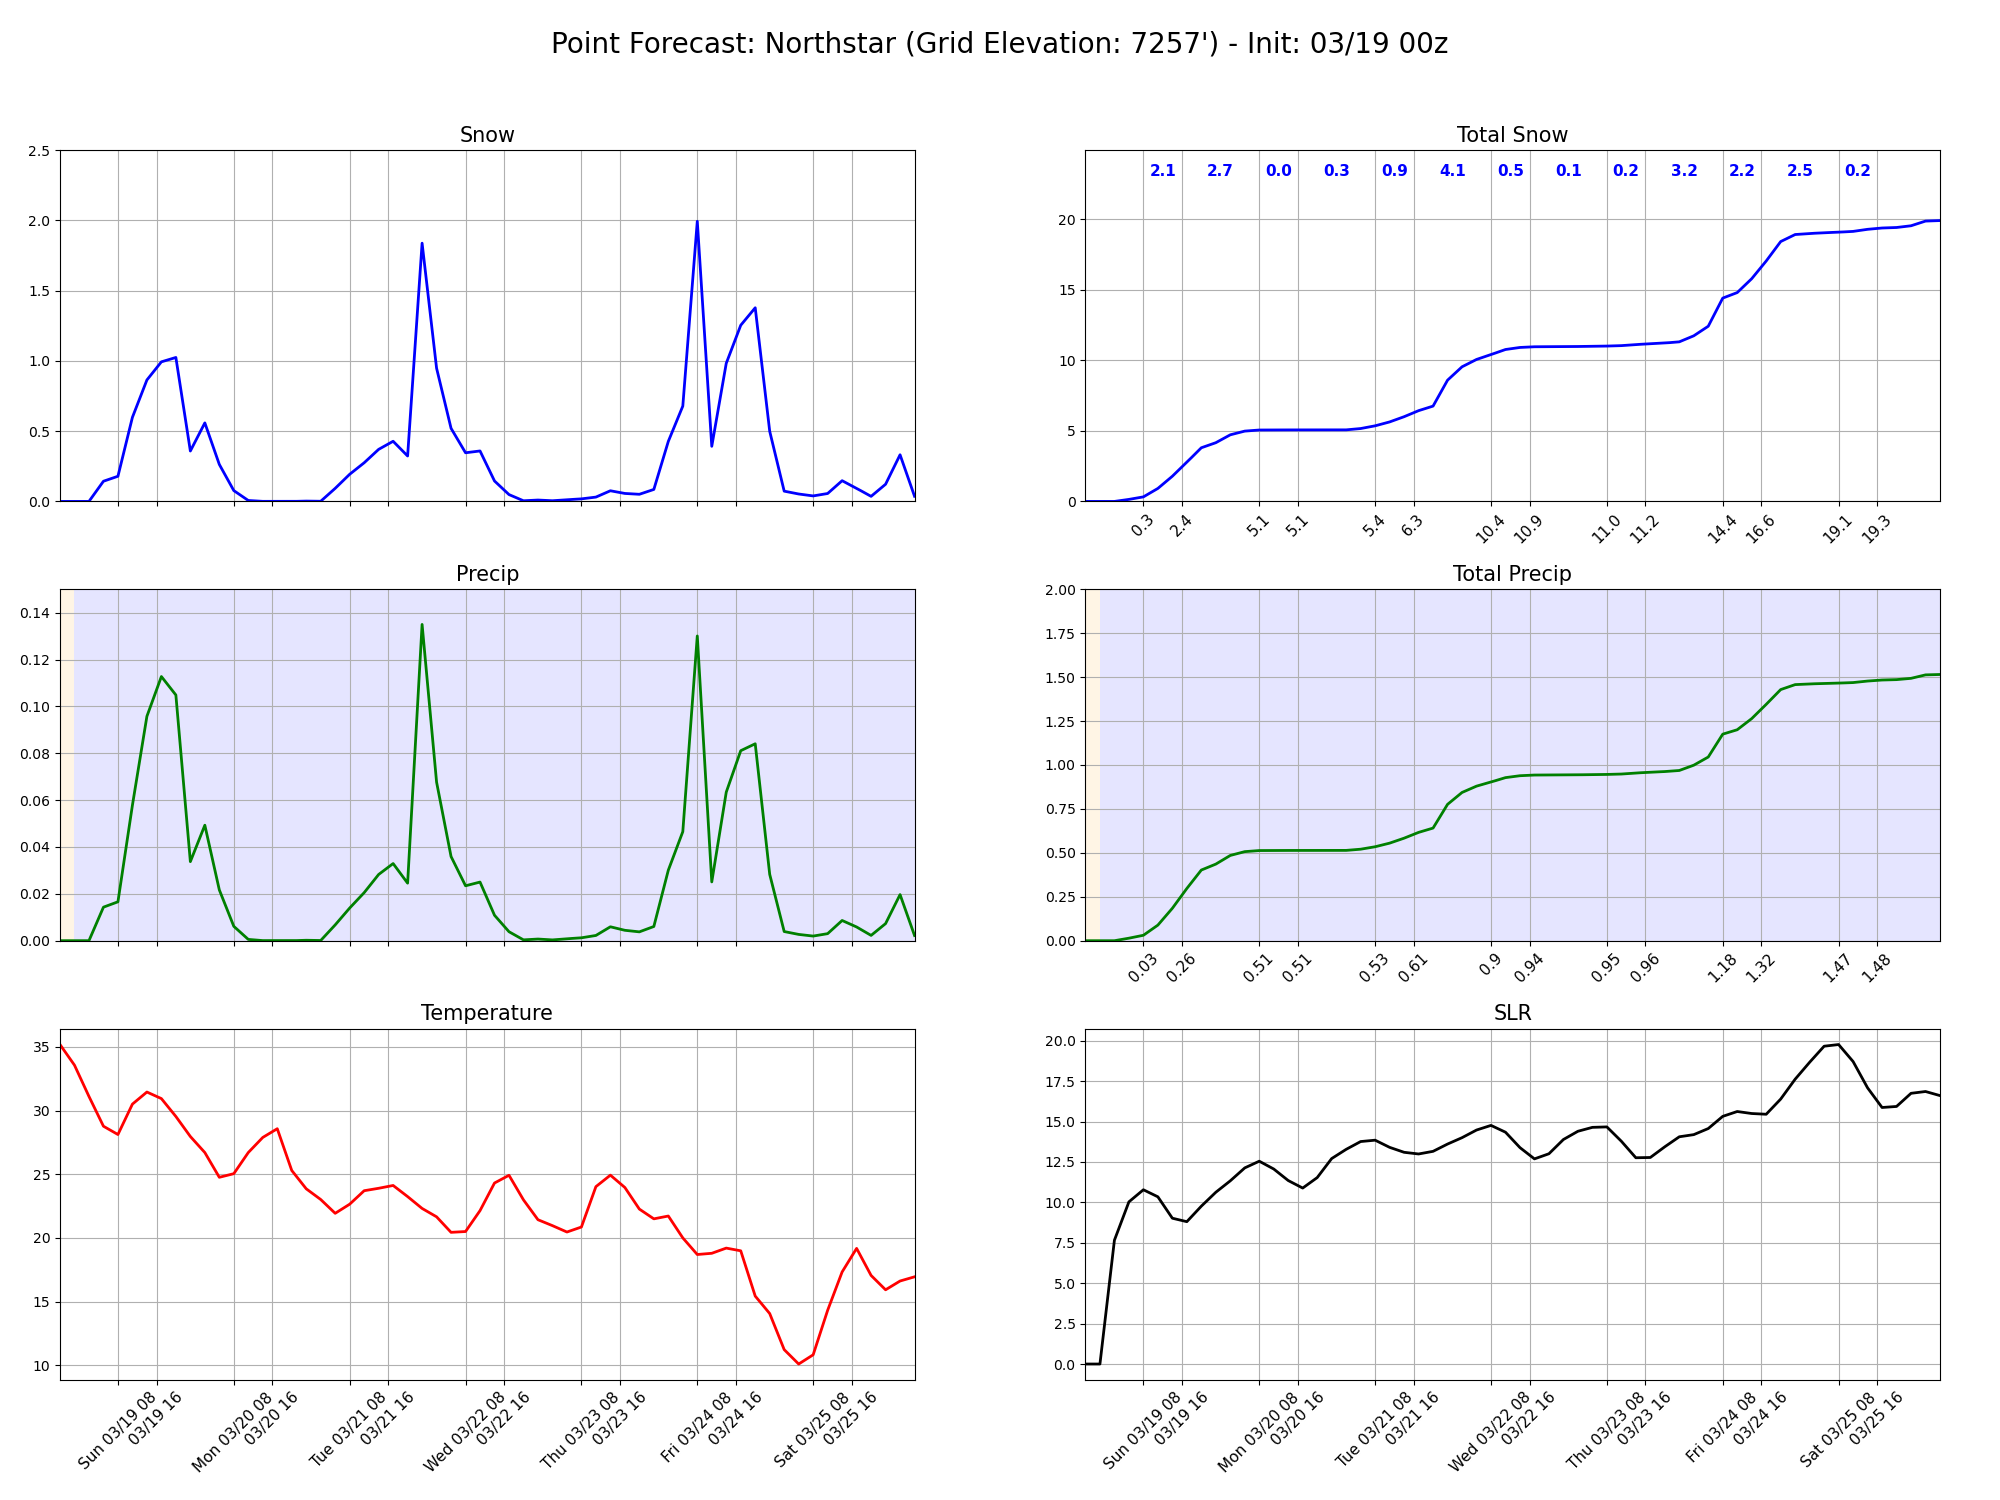 Point Forecast: Northstar (Grid Elevation: 7257') - Init: 03/19 00z
Snow
2.5
2.0
1.5
1.0
0.5
0.0
Total Snow
2.1 2.7 0.0 0.3 0.9 4.1 0.5 0.1 0.2 3.2 2.2 2.5 0.2
20
15
10
5
0
0.3 2.4 5.1 5.1 5.4 6.3 10.4 10.9 11.0 11.2 14.4 16.6 19.1 19.3
Precip
0.14
0.12
0.10
0.08
0.06
0.04
0.02
0.00
Total Precip
2.00
1.75
1.50
1.25
1.00
0.75
0.50
0.25
0.00
0.03 0.26 0.51 0.51 0.53 0.61 0.9 0.94 0.95 0.96 1.18 1.32 1.47 1.48
Temperature
35
30
25
20
15
10
Sun 03/19 08
03/19 16
Mon 03/20 08
03/20 16
Tue 03/21 08
03/21 16
Wed 03/22 08
03/22 16
Thu 03/23 08
03/23 16
Fri 03/24 08
03/24 16
Sat 03/25 08
03/25 16
SLR
20.0
17.5
15.0
12.5
10.0
7.5
5.0
2.5
0.0
Sun 03/19 08
03/19 16
Mon 03/20 08
03/20 16
Tue 03/21 08
03/21 16
Wed 03/22 08
03/22 16
Thu 03/23 08
03/23 16
Fri 03/24 08
03/24 16
Sat 03/25 08
03/25 16